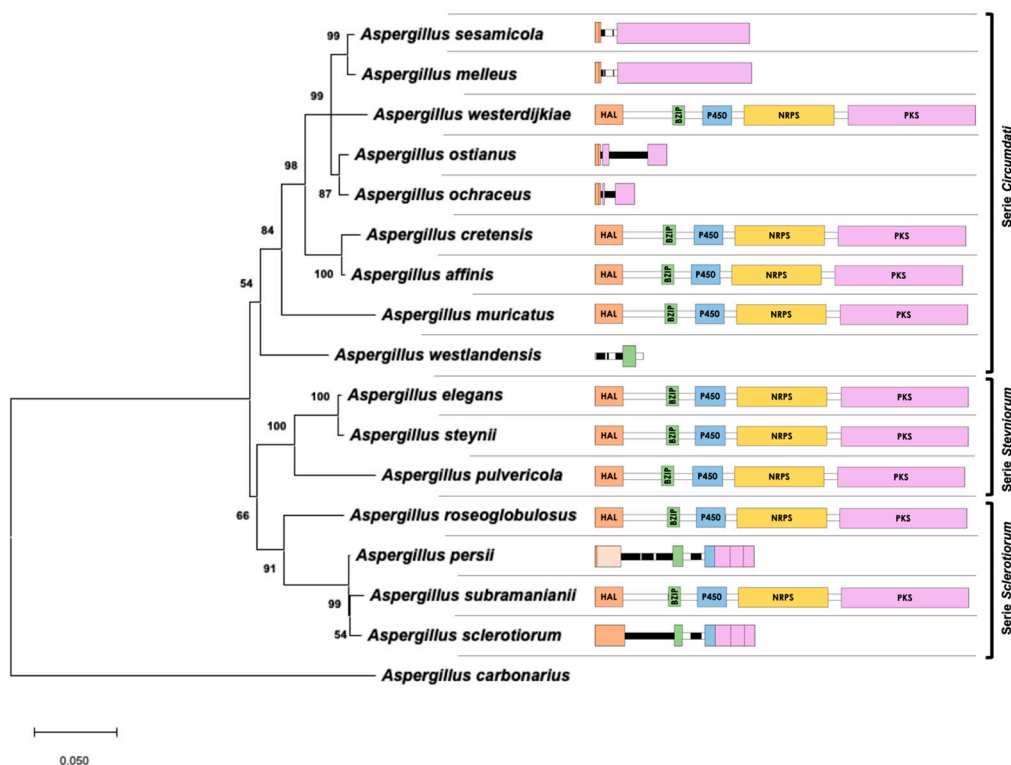 99 Aspergillus sesamicola
Aspergillus melleus
99
Aspergillus westerdijkiae HAL BZIP P450 NRPS PKS
Aspergillus ostianus
98
87 Aspergillus ochraceus
Serie Circumdati
84 Aspergillus cretensis HAL BZIP P450 NRPS PKS
100 Aspergillus affinis HAL BZIP P450 NRPS PKS
54
Aspergillus muricatus HAL BZIP P450 NRPS PKS
Aspergillus westlandensis
100 Aspergillus elegans HAL BZIP P450 NRPS PKS
100 Aspergillus steynii HAL BZIP P450 NRPS PKS
Serie Steyniorum
Aspergillus pulvericola HAL BZIP P450 NRPS PKS
66 Aspergillus roseoglobulosus HAL BZIP P450 NRPS PKS
Aspergillus persii
91
Serie Sclerotiorum
99 Aspergillus subramanianii HAL BZIP P450 NRPS PKS
54 Aspergillus sclerotiorum
Aspergillus carbonarius
0.050